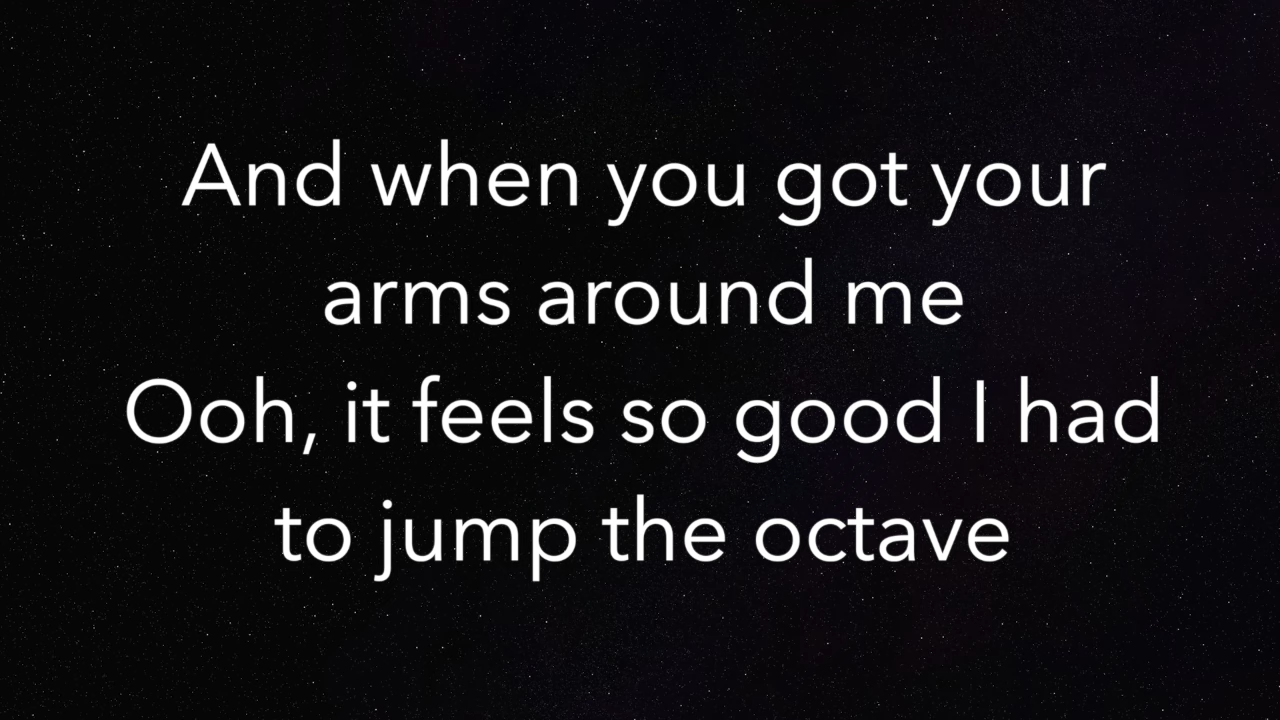 And when you got your
arms around me
Ooh, it feels so good I had
to jump the octave